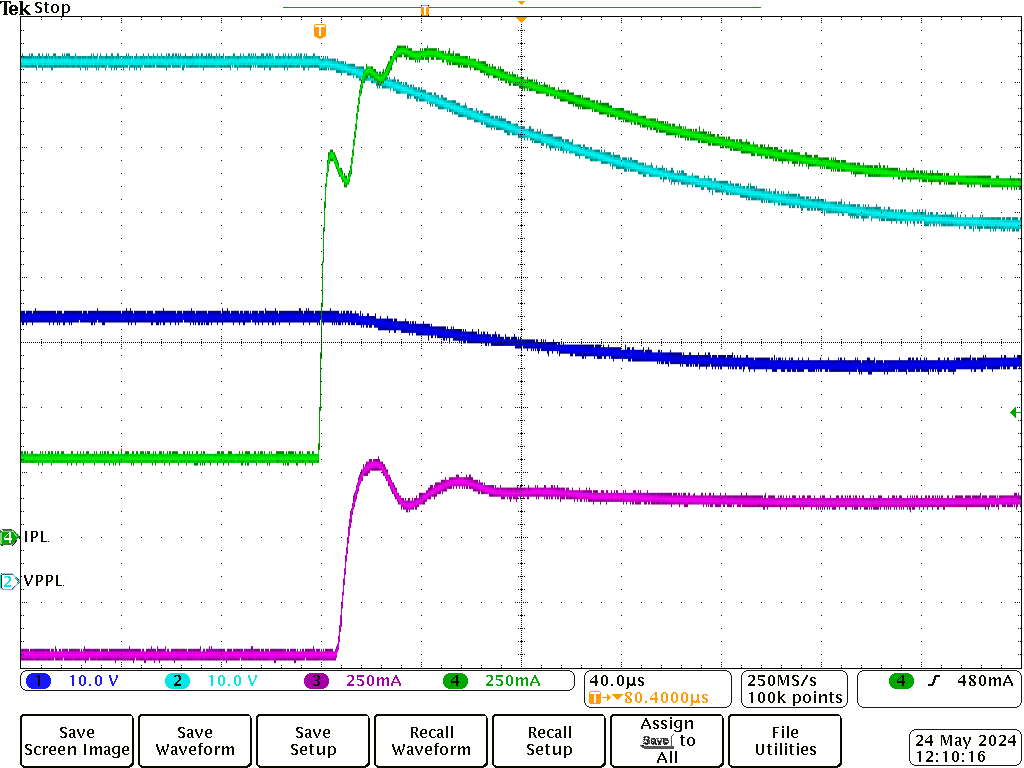 Tek Stop
T
T
4 IPL
2 VPPL
1 10.0 V 2 10.0 V 3 250mA 4 250mA
40.0µs
T→▼80.4000µs
250MS/s
100k points
4 480mA
Save
Screen Image
Save
Waveform
Save
Setup
Recall
Waveform
Recall
Setup
Assign
Save to
All
File
Utilities
24 May 2024
12:10:16